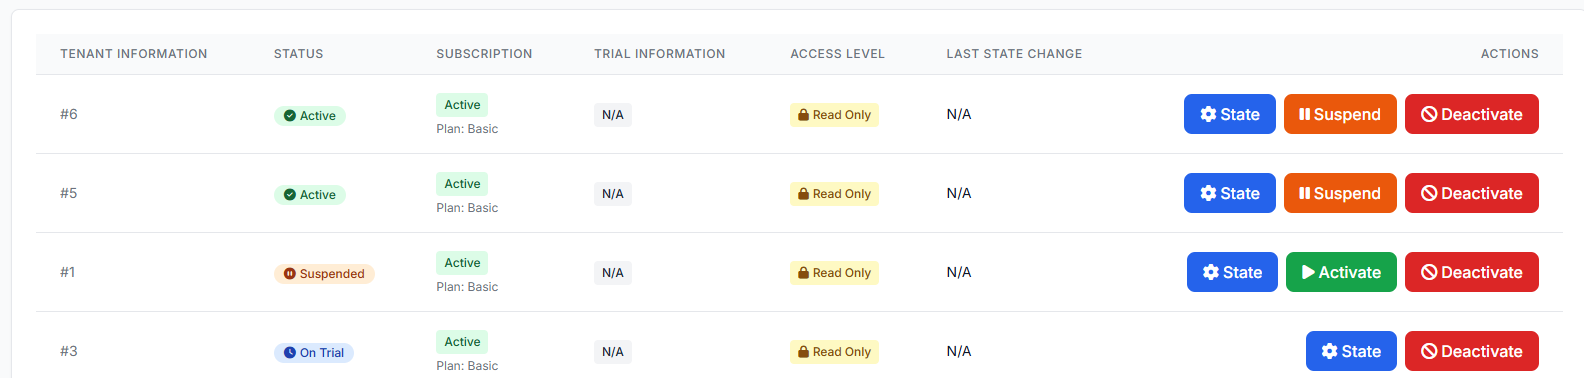 TENANT INFORMATION STATUS SUBSCRIPTION TRIAL INFORMATION ACCESS LEVEL LAST STATE CHANGE ACTIONS
#6 Active Active N/A Read Only N/A State Suspend Deactivate
Plan: Basic
#5 Active Active N/A Read Only N/A State Suspend Deactivate
Plan: Basic
#1 Suspended Active N/A Read Only N/A State Activate Deactivate
Plan: Basic
#3 On Trial Active N/A Read Only N/A State Deactivate
Plan: Basic